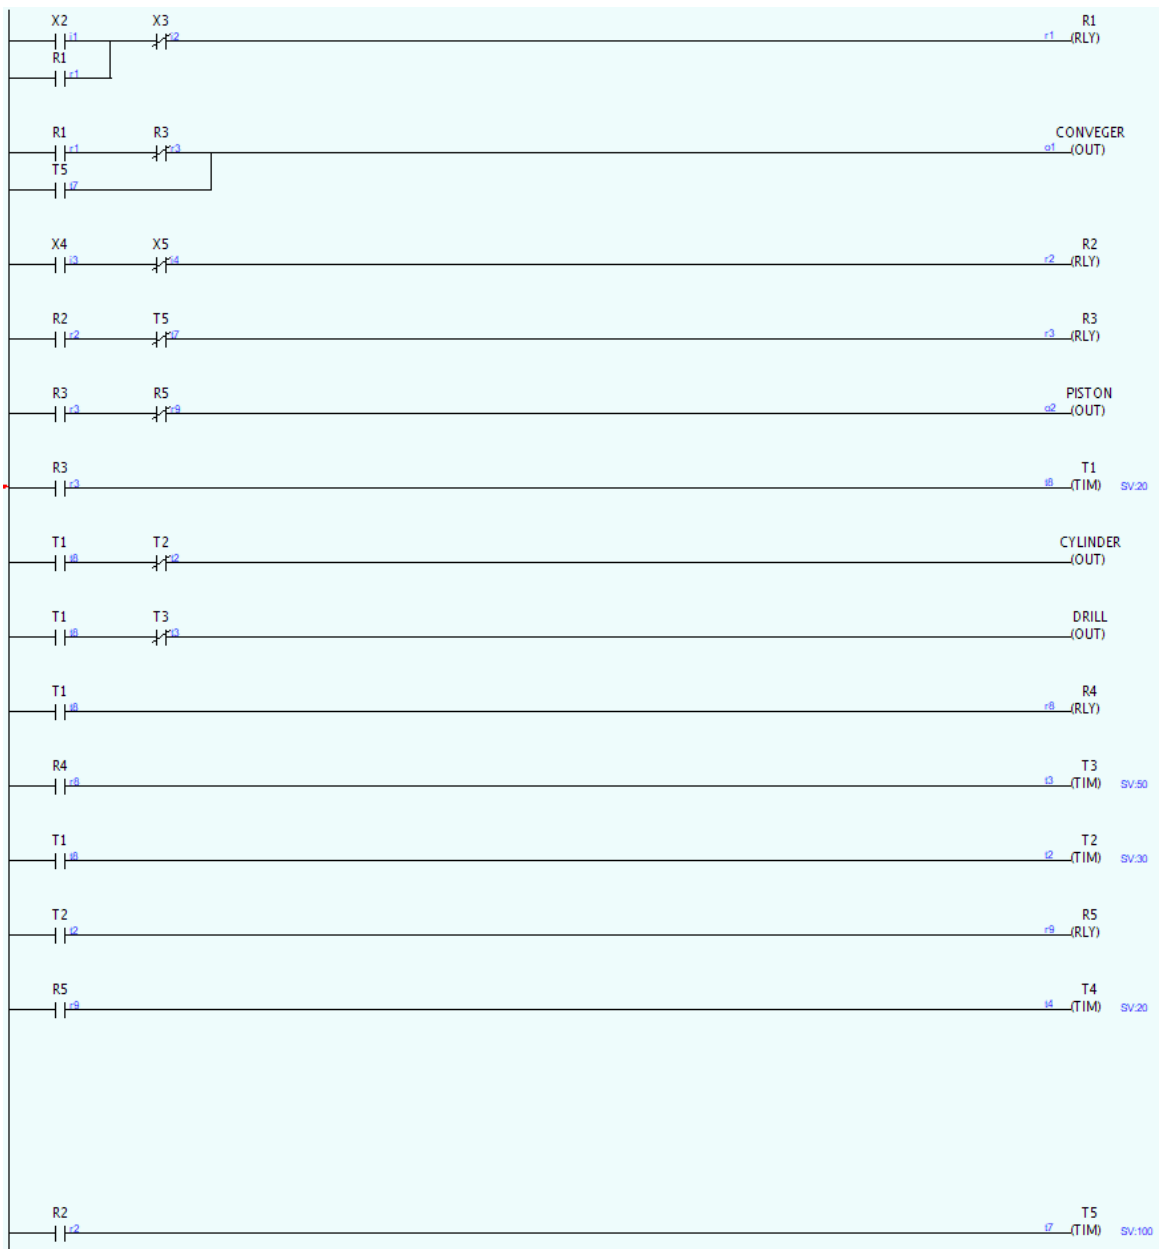 X2 X3 R1
i1 i2 r1 (RLY)
R1
r1
R1 R3 CONVEGER
r1 r3 o1 (OUT)
T5
t7
X4 X5 R2
i3 i4 r2 (RLY)
R2 T5 R3
r2 t7 r3 (RLY)
R3 R5 PISTON
r3 r9 o2 (OUT)
R3 T1
r3 t8 (TIM) SV:20
T1 T2 CYLINDER
t8 t2 (OUT)
T1 T3 DRILL
t8 t3 (OUT)
T1 R4
t8 r8 (RLY)
R4 T3
r8 t3 (TIM) SV:50
T1 T2
t8 t2 (TIM) SV:30
T2 R5
t2 r9 (RLY)
R5 T4
r9 t4 (TIM) SV:20
R2 T5
r2 t7 (TIM) SV:100